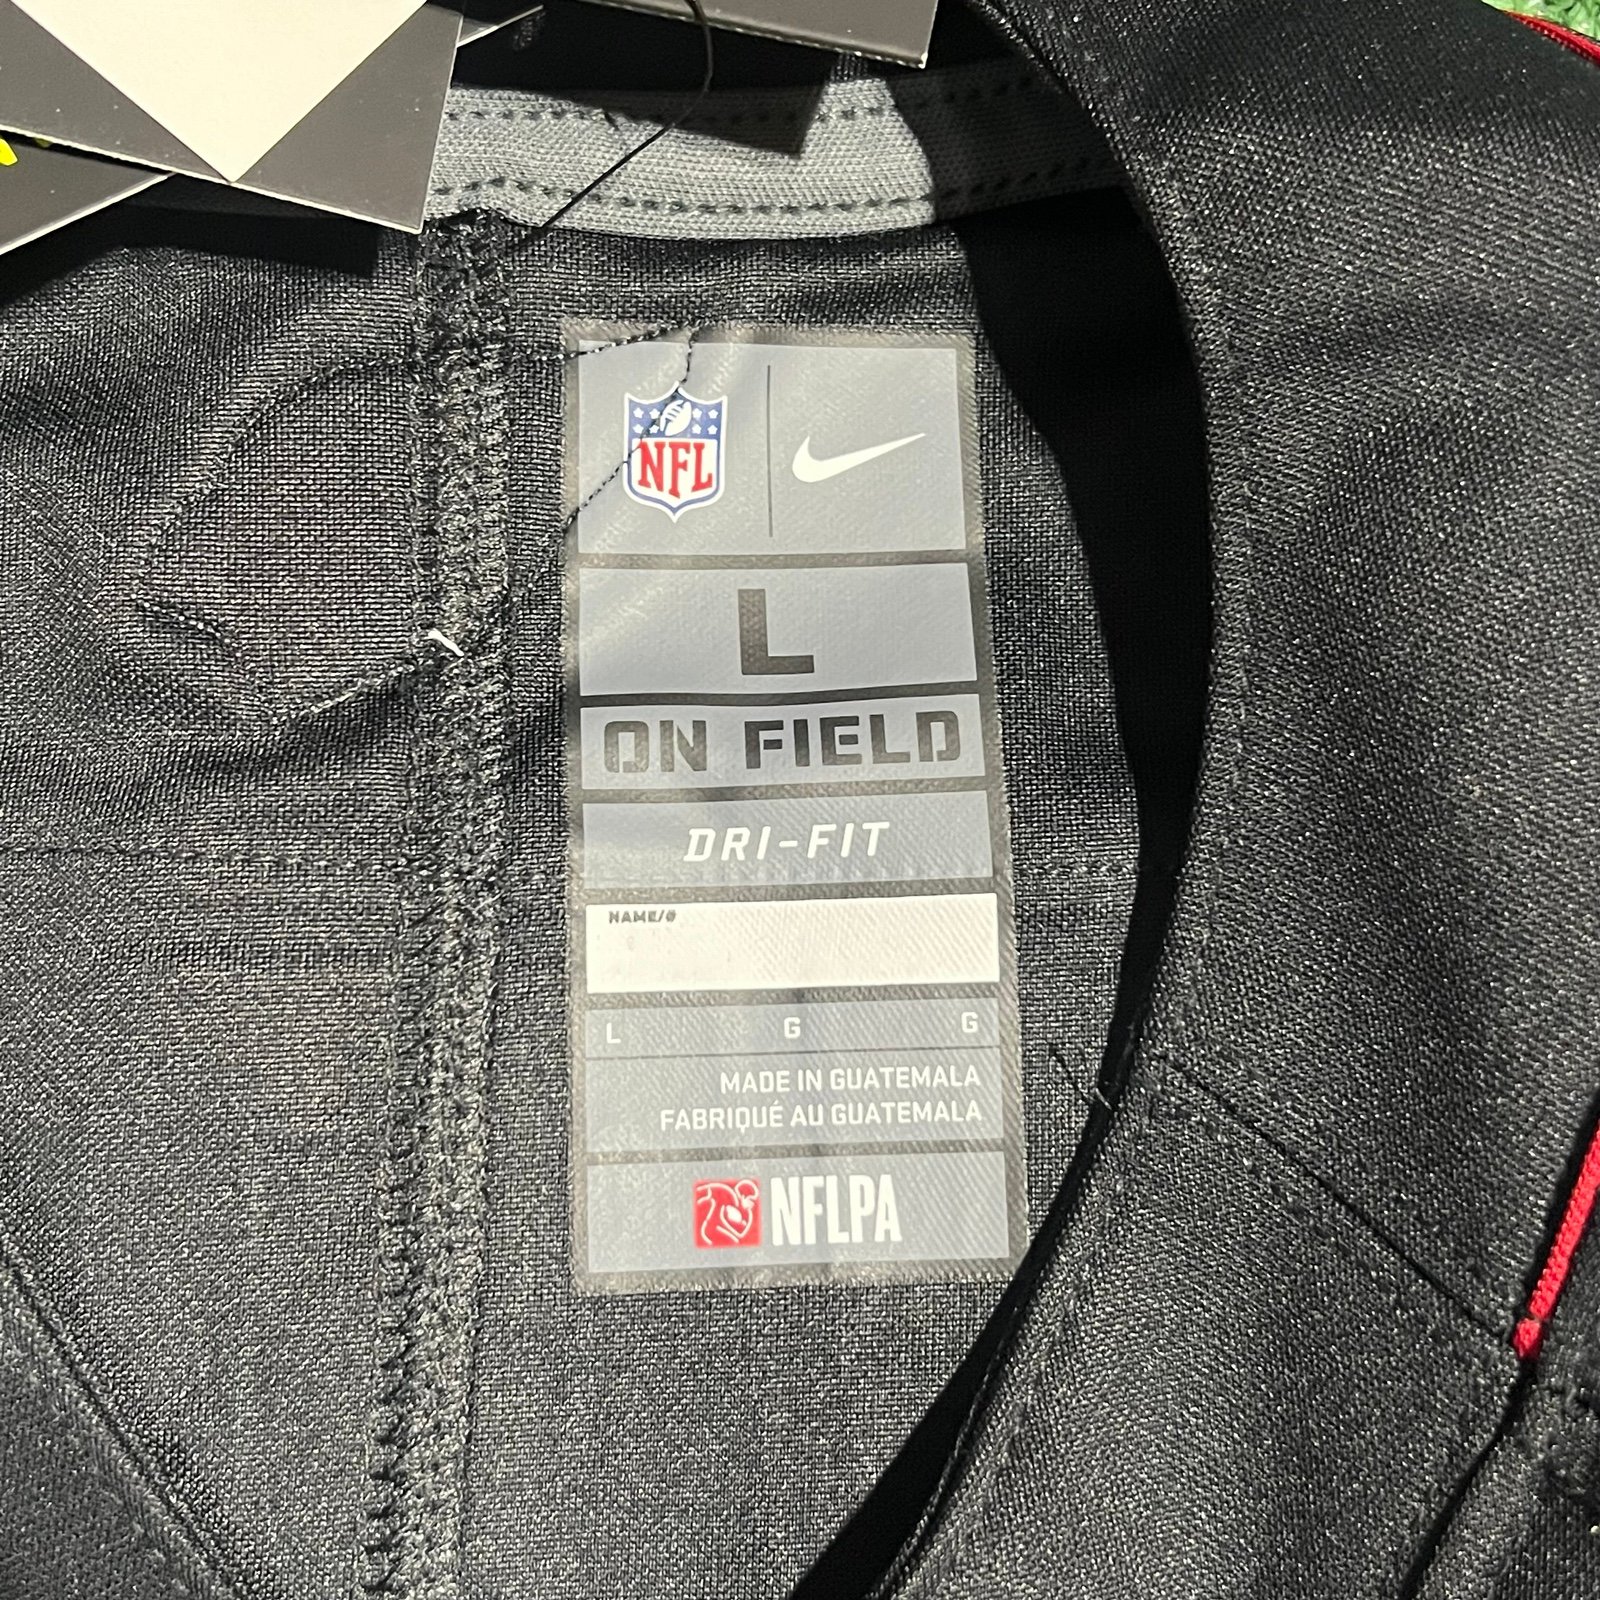 NFL
L
ON FIELD
DRI-FIT
NAME/#
L G G
MADE IN GUATEMALA
FABRIQUÉ AU GUATEMALA
NFLPA